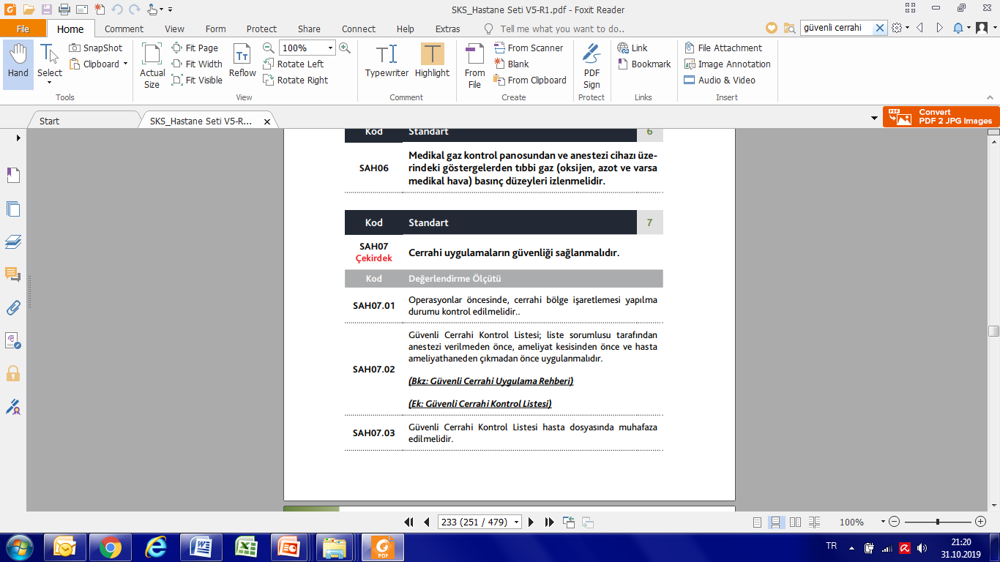 SKS_Hastane Seti V5-R1.pdf - Foxit Reader
File Home Comment View Form Protect Share Connect Help Extras Tell me what you want to do.. güvenli cerrahi
Hand
Select
SnapShot
Clipboard
Tools
Actual Size
Fit Page
Fit Width
Fit Visible
Reflow
100%
Rotate Left
Rotate Right
View
Typewriter
Highlight
Comment
From File
From Scanner
Blank
From Clipboard
Create
PDF Sign
Protect
Link
Bookmark
Links
File Attachment
Image Annotation
Audio & Video
Insert
Start SKS_Hastane Seti V5-R...
Convert
PDF 2 JPG Images
Kod Standart 6
SAH06
Medikal gaz kontrol panosundan ve anestezi cihazı üze-
rindeki göstergelerden tıbbi gaz (oksijen, azot ve varsa
medikal hava) basınç düzeyleri izlenmelidir.
Kod Standart 7
SAH07
Çekirdek
Cerrahi uygulamaların güvenliği sağlanmalıdır.
Kod Değerlendirme Ölçütü
SAH07.01
Operasyonlar öncesinde, cerrahi bölge işaretlemesi yapılma
durumu kontrol edilmelidir..
SAH07.02
Güvenli Cerrahi Kontrol Listesi; liste sorumlusu tarafından
anestezi verilmeden önce, ameliyat kesisinden önce ve hasta
ameliyathaneden çıkmadan önce uygulanmalıdır.
(Bkz: Güvenli Cerrahi Uygulama Rehberi)
(Ek: Güvenli Cerrahi Kontrol Listesi)
SAH07.03
Güvenli Cerrahi Kontrol Listesi hasta dosyasında muhafaza
edilmelidir.
233 (251 / 479)
100%
TR
21:20
31.10.2019